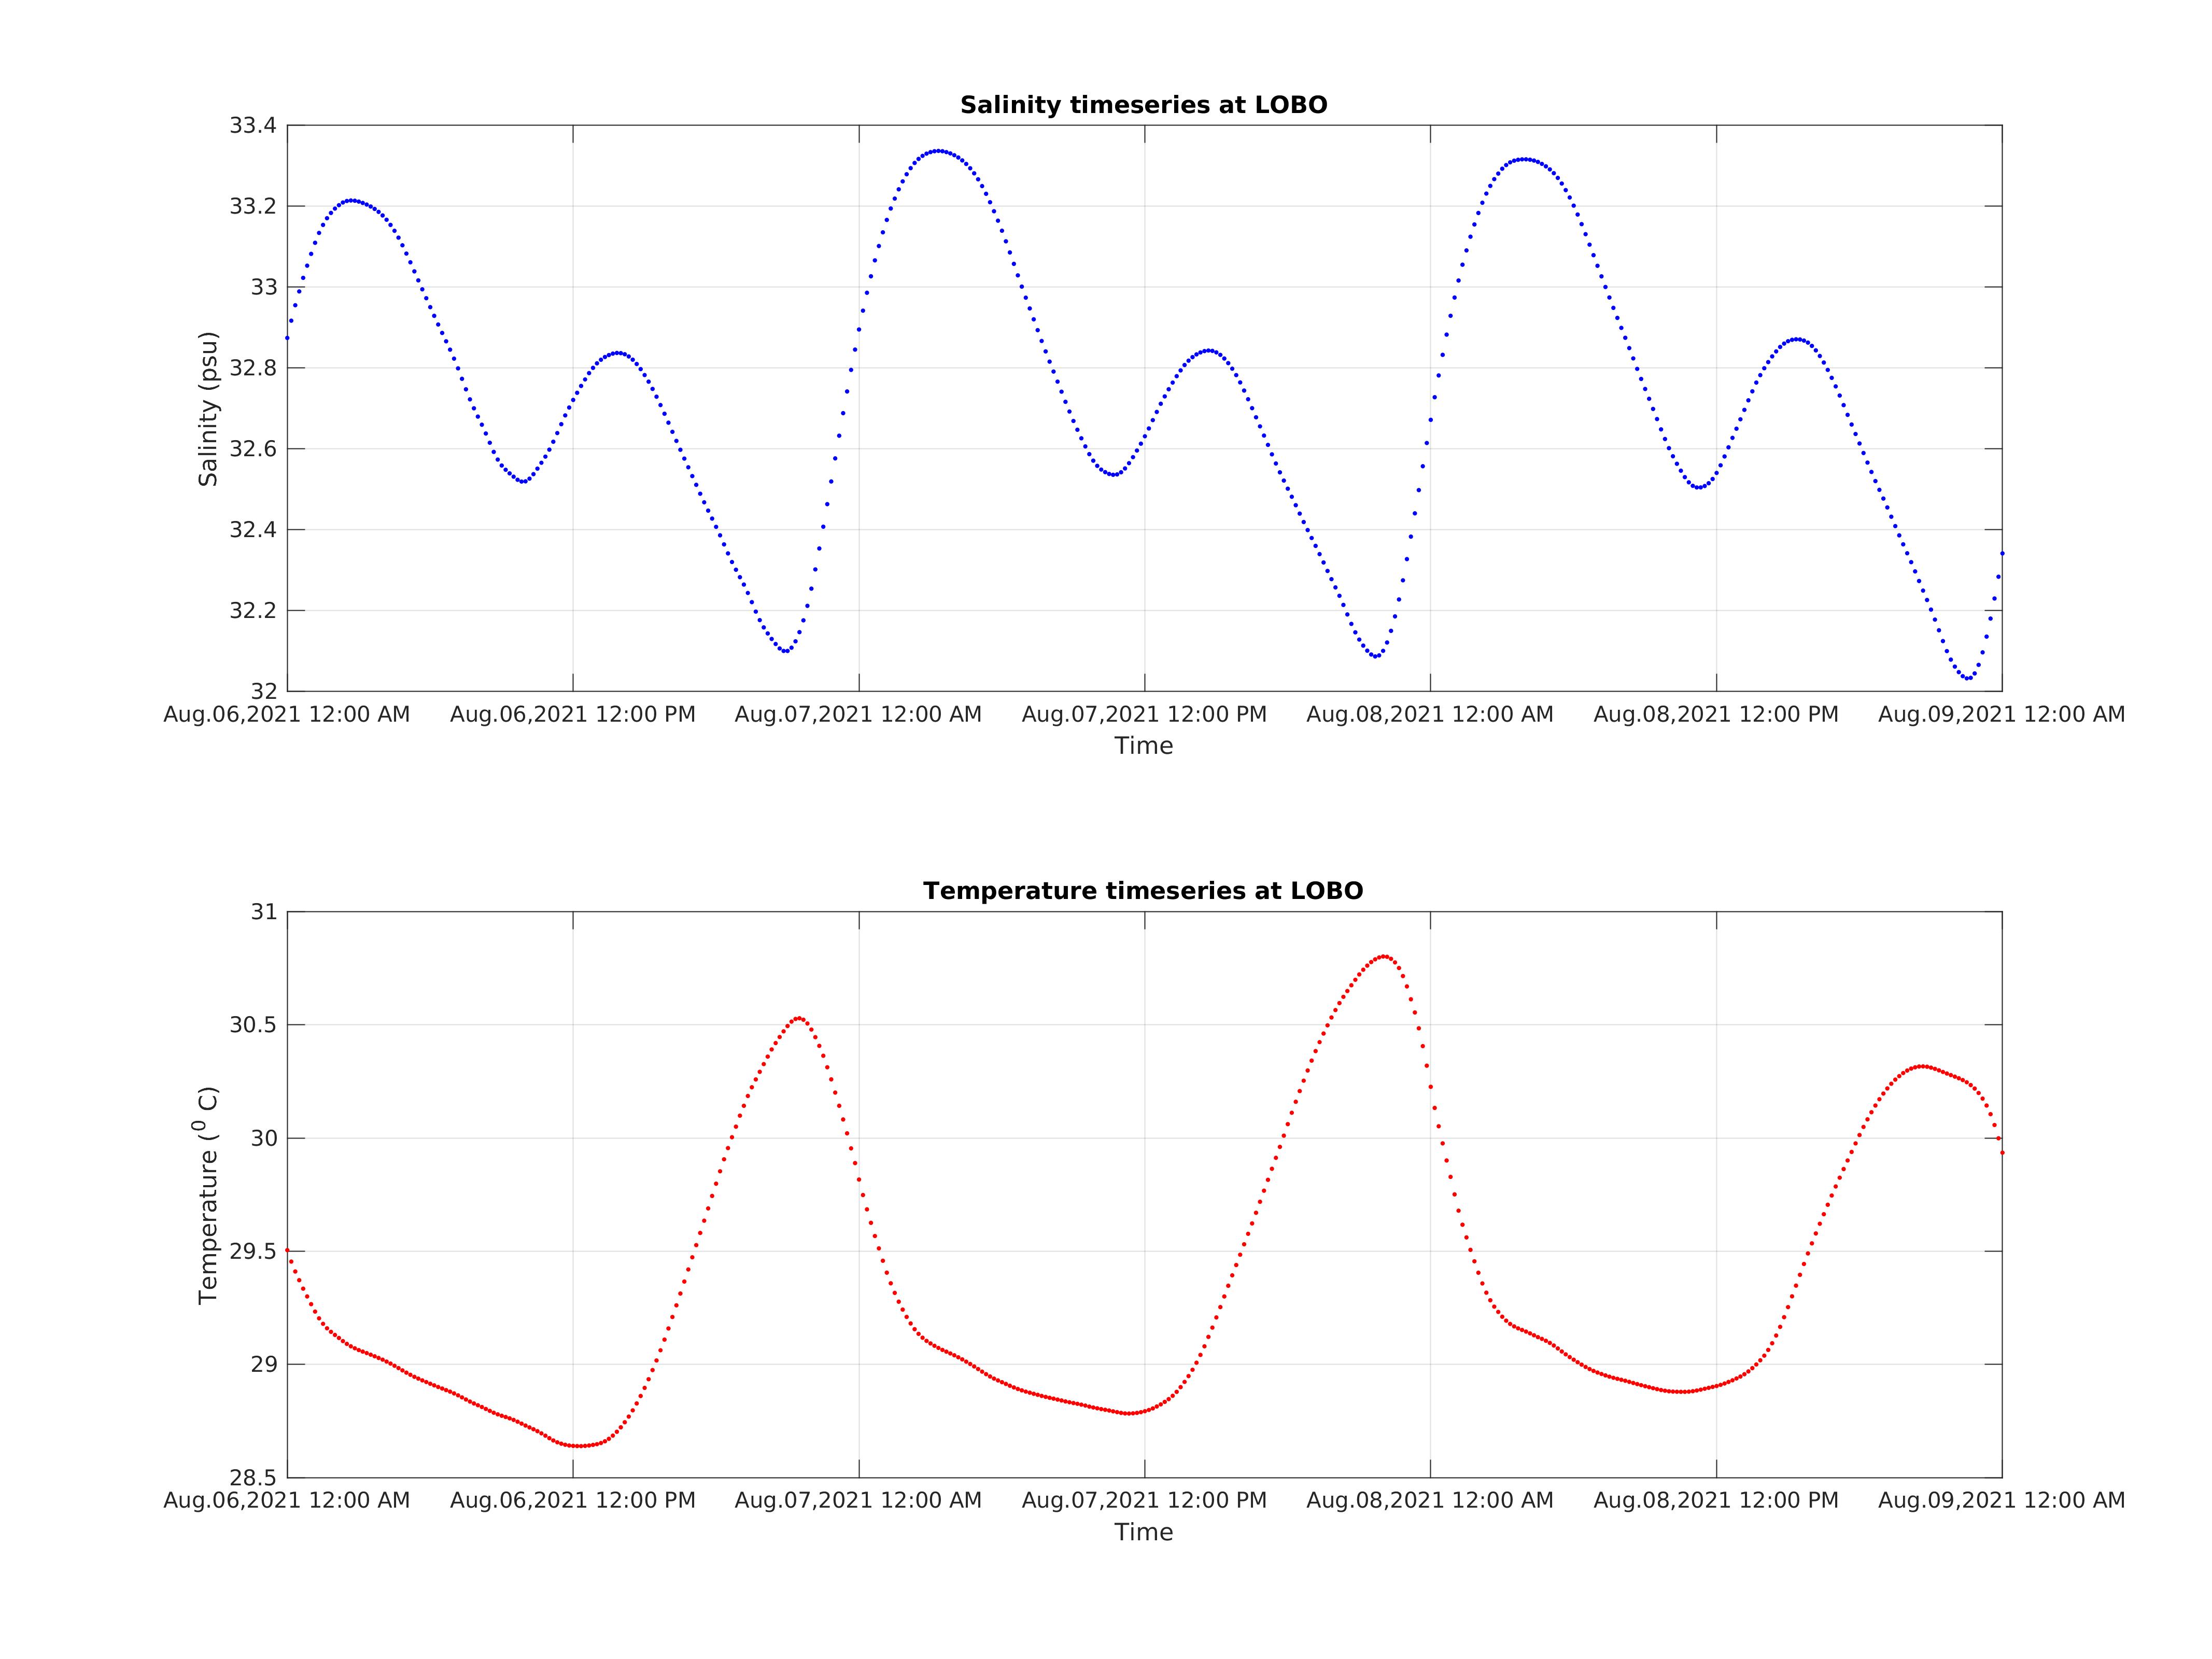 Salinity timeseries at LOBO
33.4
33.2
33
32.8
32.6
32.4
32.2
32
Salinity (psu)
Aug.06,2021 12:00 AM Aug.06,2021 12:00 PM Aug.07,2021 12:00 AM Aug.07,2021 12:00 PM Aug.08,2021 12:00 AM Aug.08,2021 12:00 PM Aug.09,2021 12:00 AM
Time
Temperature timeseries at LOBO
31
30.5
30
29.5
29
28.5
Temperature (⁰ C)
Aug.06,2021 12:00 AM Aug.06,2021 12:00 PM Aug.07,2021 12:00 AM Aug.07,2021 12:00 PM Aug.08,2021 12:00 AM Aug.08,2021 12:00 PM Aug.09,2021 12:00 AM
Time